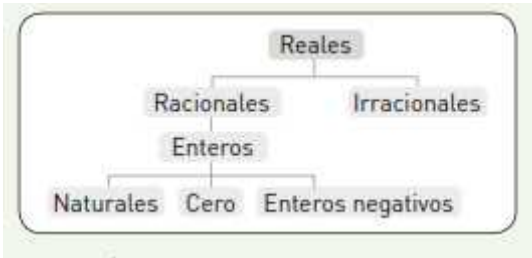 Reales
Racionales Irracionales
Enteros
Naturales Cero Enteros negativos